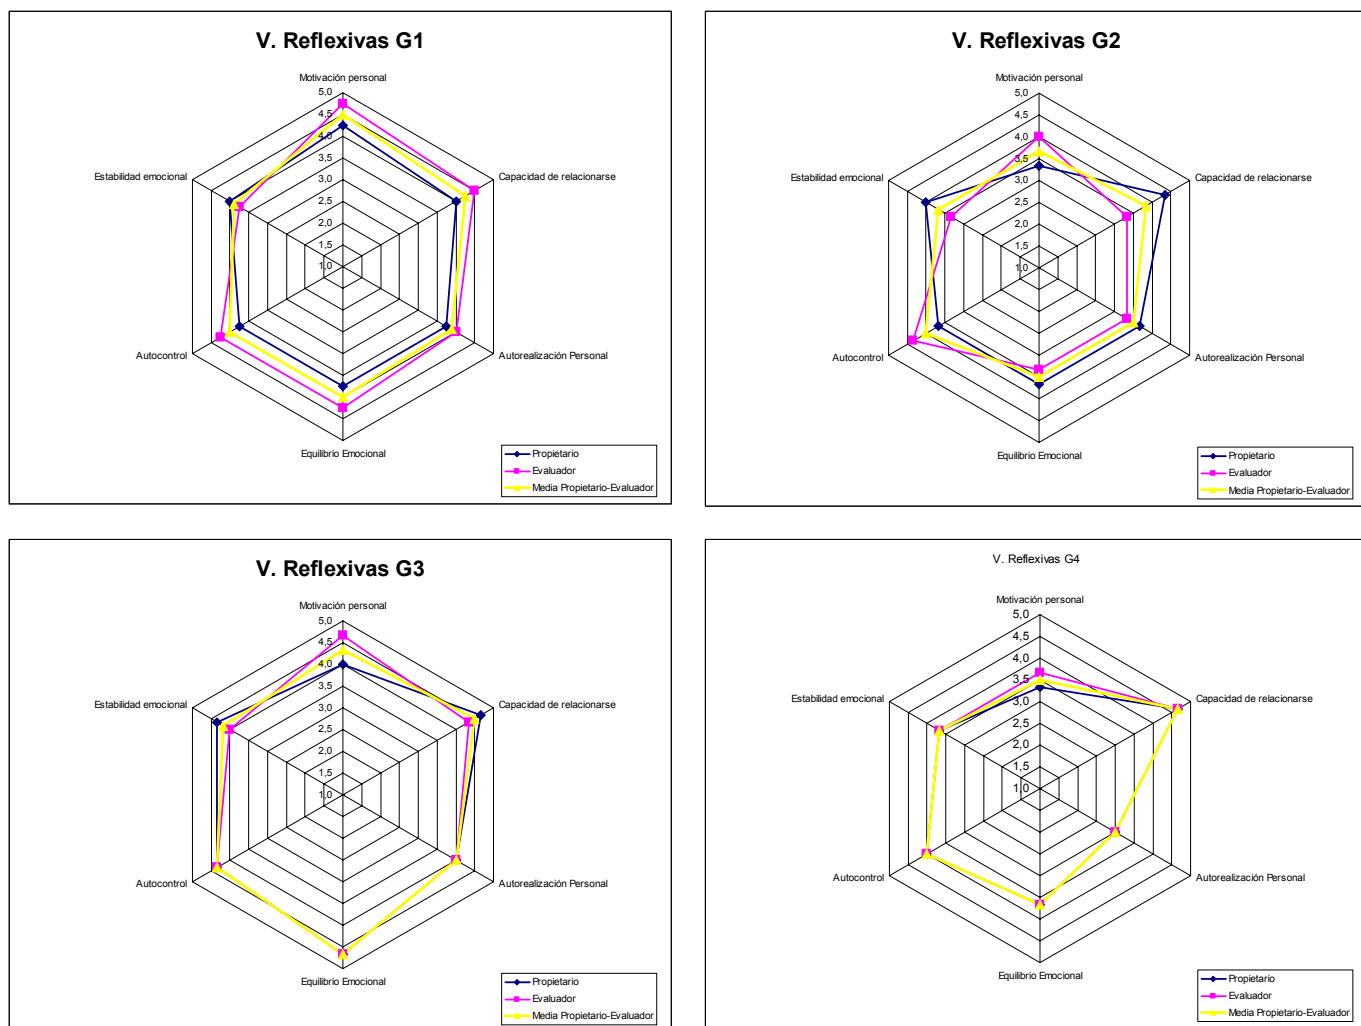 V. Reflexivas G1
Motivación personal
5,0
4,5
4,0
3,5
3,0
2,5
2,0
1,5
1,0
Estabilidad emocional
Capacidad de relacionarse
Autocontrol
Autorealización Personal
Equilibrio Emocional
Propietario
Evaluador
Media Propietario-Evaluador
V. Reflexivas G2
Motivación personal
5,0
4,5
4,0
3,5
3,0
2,5
2,0
1,5
1,0
Estabilidad emocional
Capacidad de relacionarse
Autocontrol
Autorealización Personal
Equilibrio Emocional
Propietario
Evaluador
Media Propietario-Evaluador
V. Reflexivas G3
Motivación personal
5,0
4,5
4,0
3,5
3,0
2,5
2,0
1,5
1,0
Estabilidad emocional
Capacidad de relacionarse
Autocontrol
Autorealización Personal
Equilibrio Emocional
Propietario
Evaluador
Media Propietario-Evaluador
V. Reflexivas G4
Motivación personal
5,0
4,5
4,0
3,5
3,0
2,5
2,0
1,5
1,0
Estabilidad emocional
Capacidad de relacionarse
Autocontrol
Autorealización Personal
Equilibrio Emocional
Propietario
Evaluador
Media Propietario-Evaluador